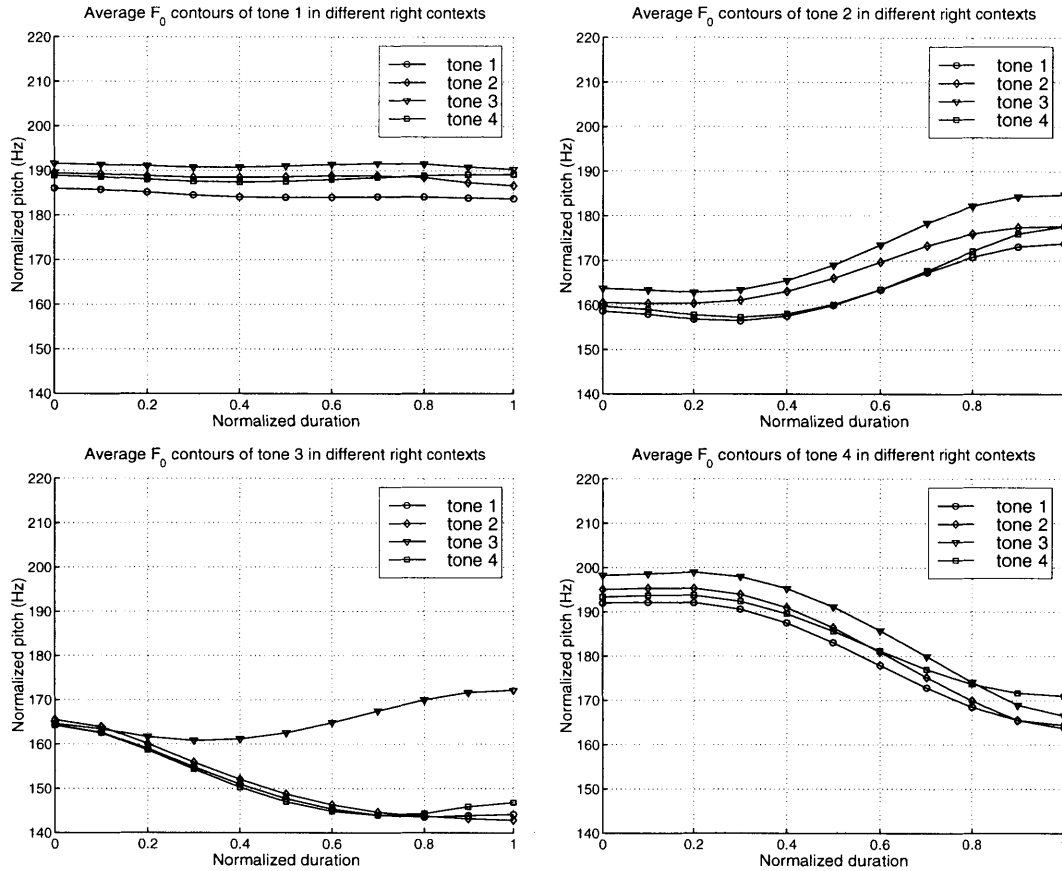 Average F0 contours of tone 1 in different right contexts
220
210
200
190
180
170
160
150
140
Normalized pitch (Hz)
tone 1
tone 2
tone 3
tone 4
0 0.2 0.4 0.6 0.8 1
Normalized duration
Average F0 contours of tone 2 in different right contexts
220
210
200
190
180
170
160
150
140
Normalized pitch (Hz)
tone 1
tone 2
tone 3
tone 4
0 0.2 0.4 0.6 0.8 1
Normalized duration
Average F0 contours of tone 3 in different right contexts
220
210
200
190
180
170
160
150
140
Normalized pitch (Hz)
tone 1
tone 2
tone 3
tone 4
0 0.2 0.4 0.6 0.8 1
Normalized duration
Average F0 contours of tone 4 in different right contexts
220
210
200
190
180
170
160
150
140
Normalized pitch (Hz)
tone 1
tone 2
tone 3
tone 4
0 0.2 0.4 0.6 0.8 1
Normalized duration